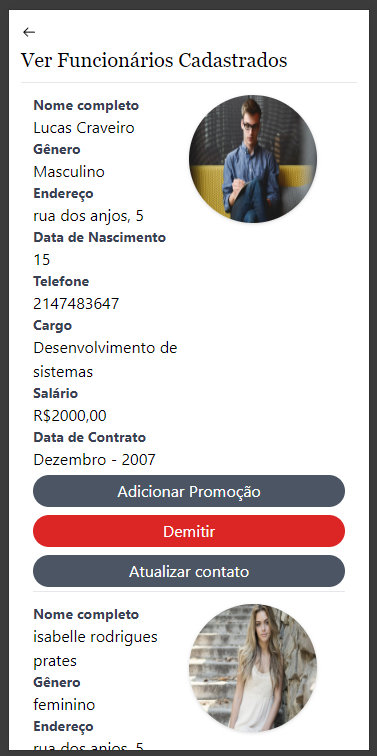 Ver Funcionários Cadastrados
Nome completo
Lucas Craveiro
Gênero
Masculino
Endereço
rua dos anjos, 5
Data de Nascimento
15
Telefone
2147483647
Cargo
Desenvolvimento de
sistemas
Salário
R$2000,00
Data de Contrato
Dezembro - 2007
Adicionar Promoção
Demitir
Atualizar contato
Nome completo
isabelle rodrigues
prates
Gênero
feminino
Endereço
rua dos anjos, 5